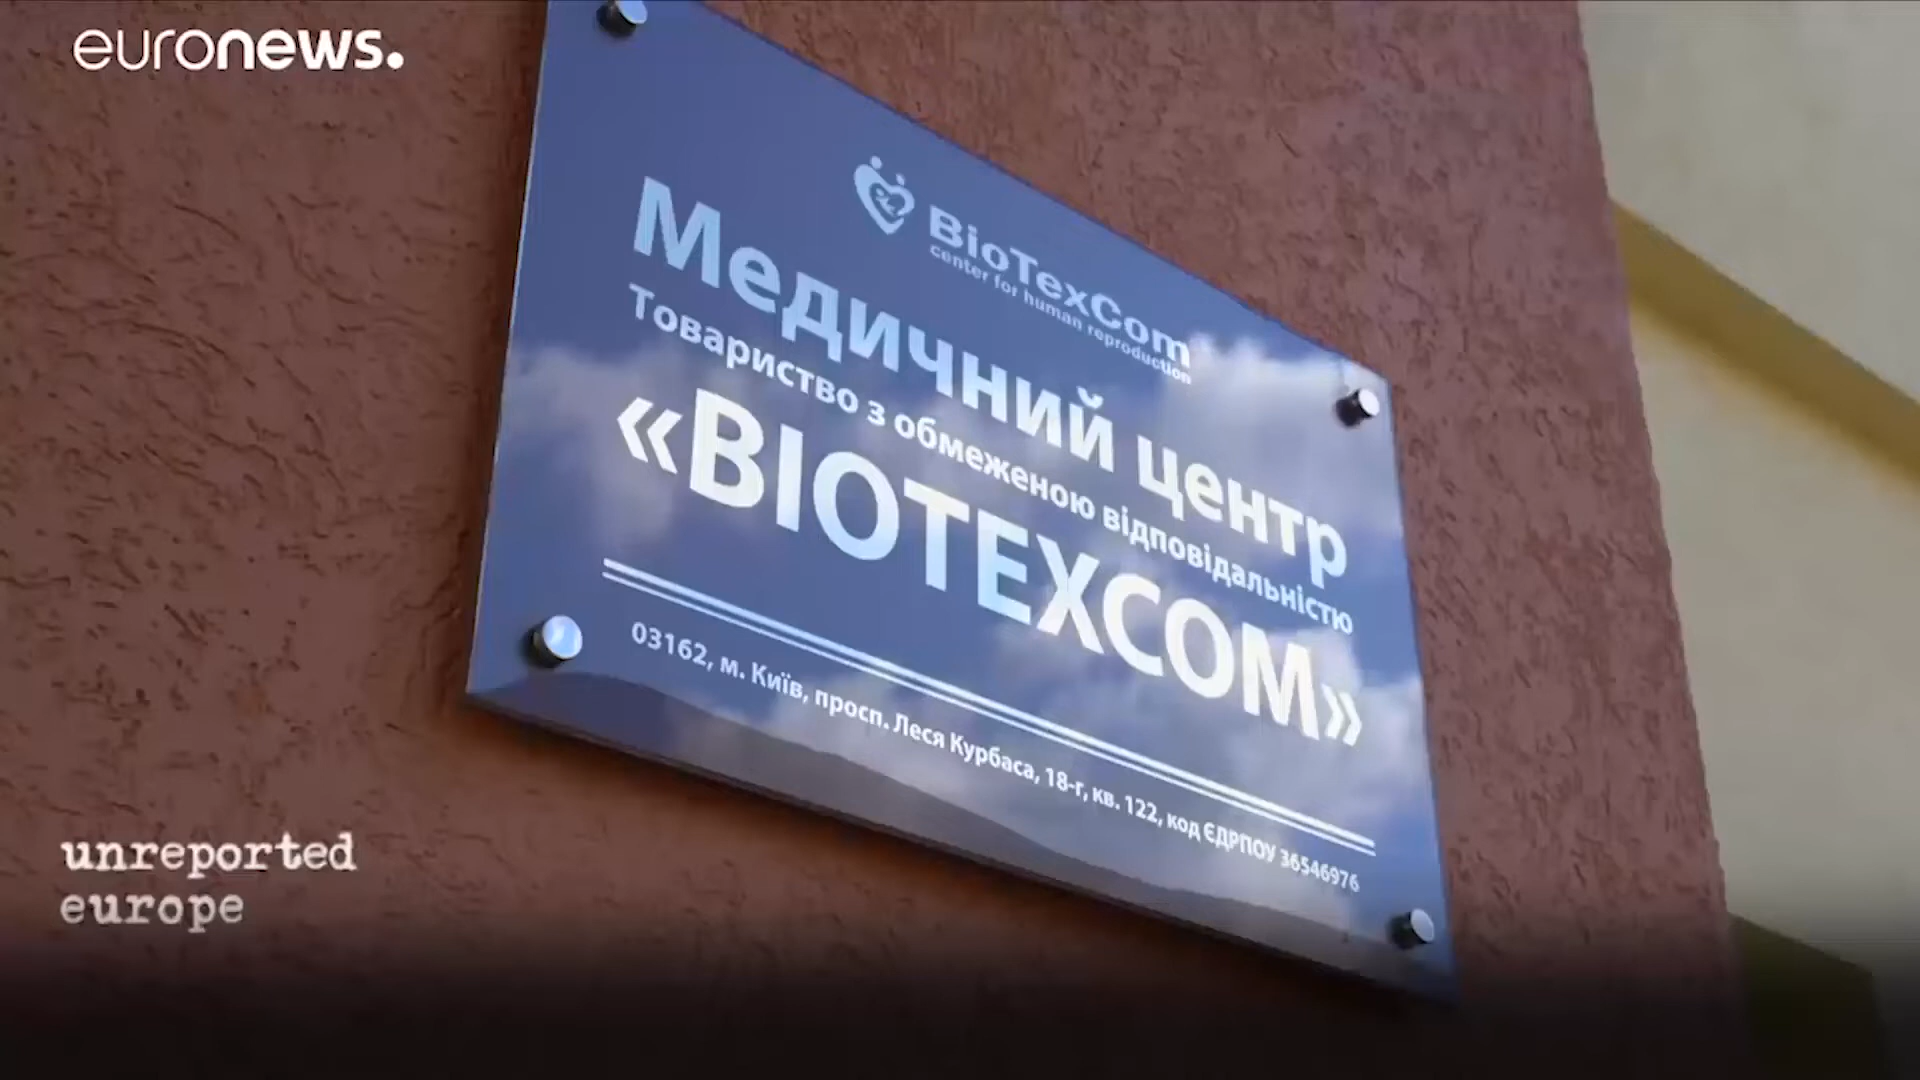 euronews.
BioTexCom
center for human reproduction
Медичний центр
Товариство з обмеженою відповідальністю
«BIOTEXCOM»
03162, м. Київ, просп. Леся Курбаса, 18-г, кв. 122, код ЄДРПОУ 36546976
unreported
europe